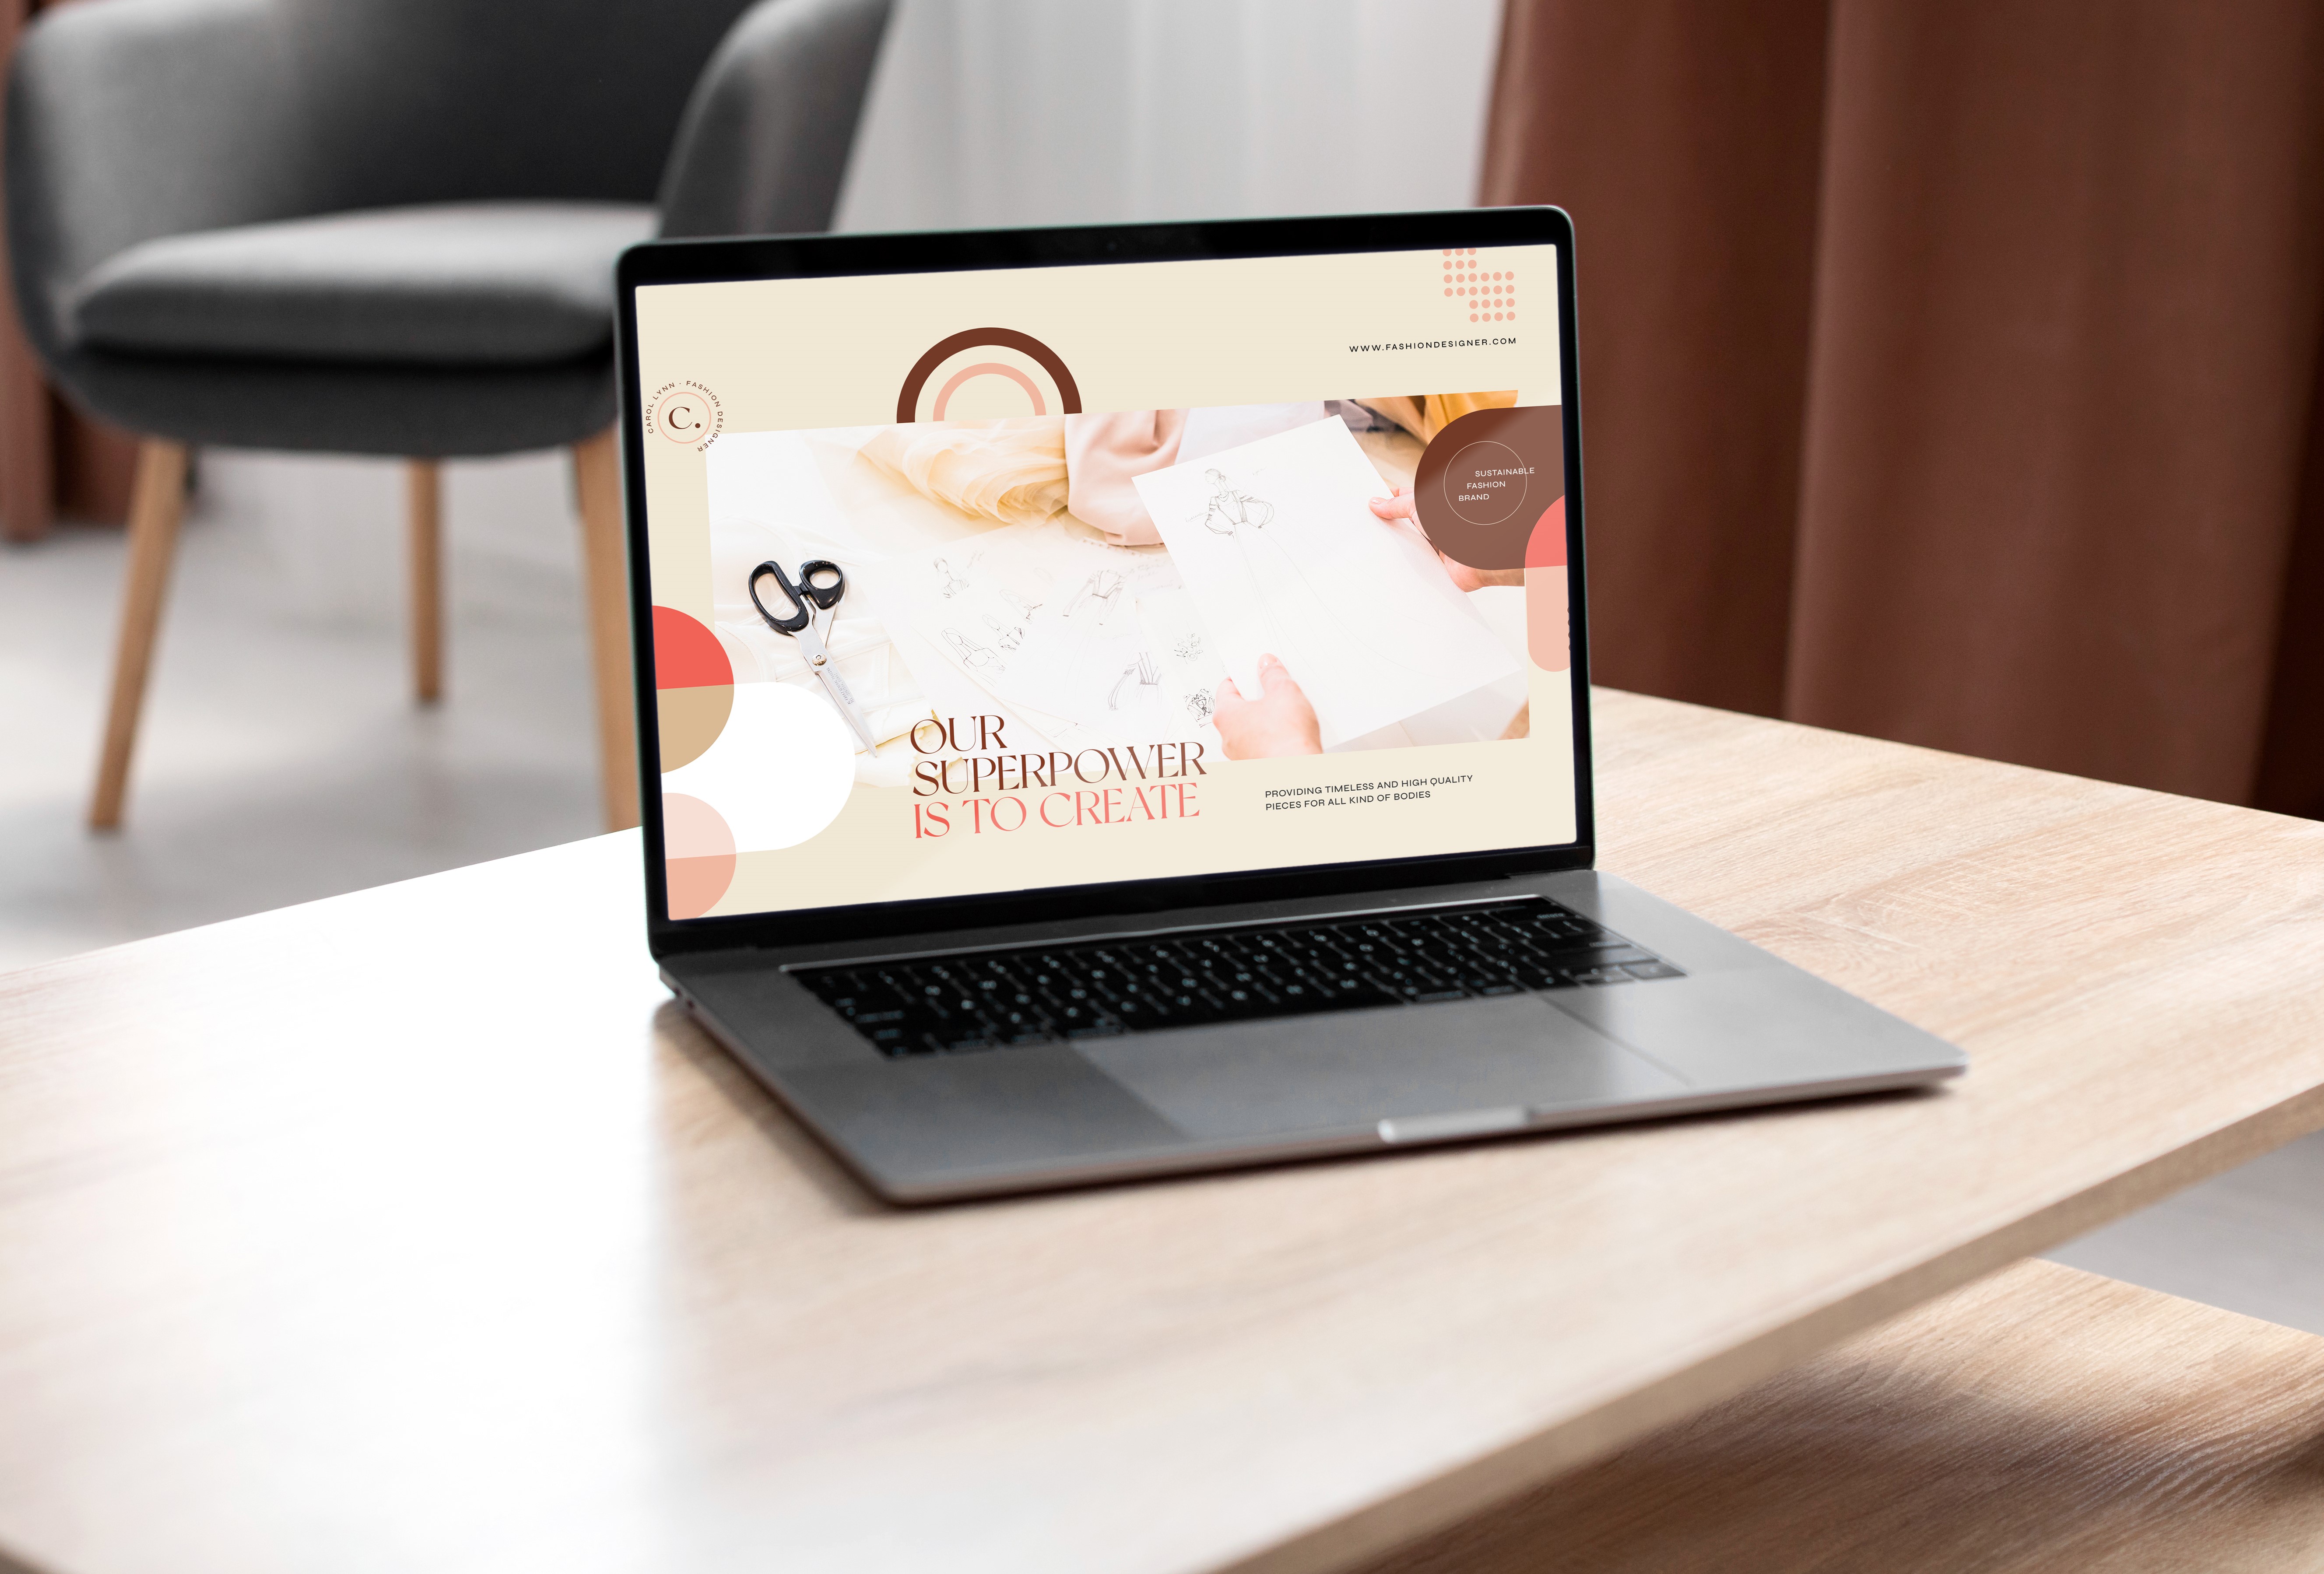 WWW.FASHIONDESIGNER.COM
CAROL LYNN · FASHION DESIGNER
C.
SUSTAINABLE
FASHION
BRAND
OUR
SUPERPOWER
IS TO CREATE
PROVIDING TIMELESS AND HIGH QUALITY
PIECES FOR ALL KIND OF BODIES